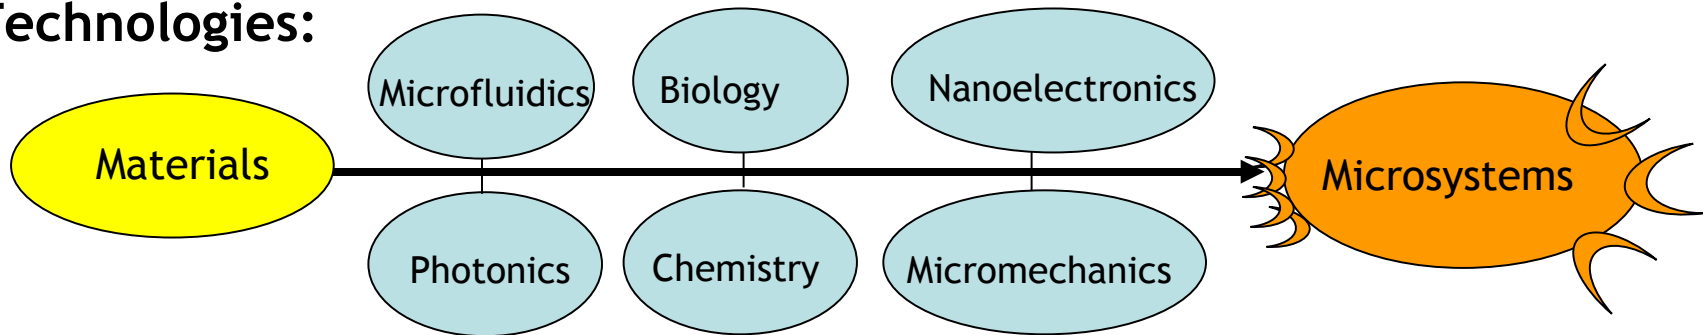 Technologies:
Microfluidics
Biology
Nanoelectronics
Materials
Microsystems
Photonics
Chemistry
Micromechanics